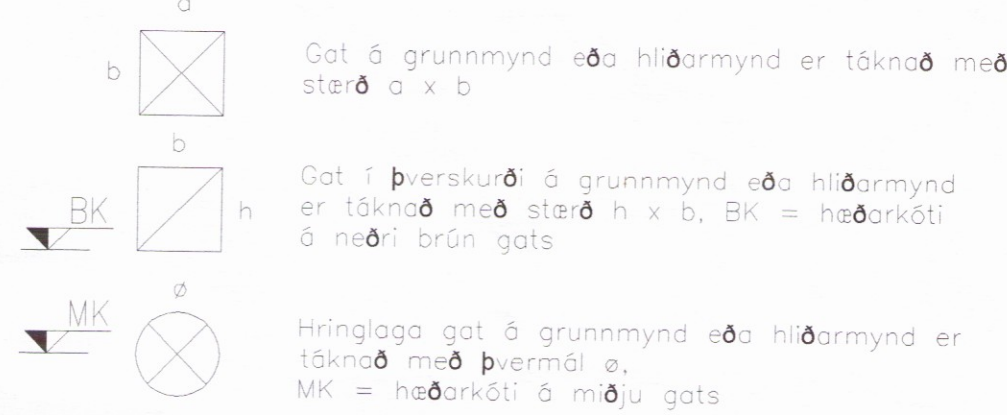 a
b
Gat á grunnmynd eða hliðarmynd er táknað með
stærð a x b
b
h
BK
Gat í þverskurði á grunnmynd eða hliðarmynd
er táknað með stærð h x b, BK = hæðarkóti
á neðri brún gats
ø
MK
Hringlaga gat á grunnmynd eða hliðarmynd er
táknað með þvermál ø,
MK = hæðarkóti á miðju gats